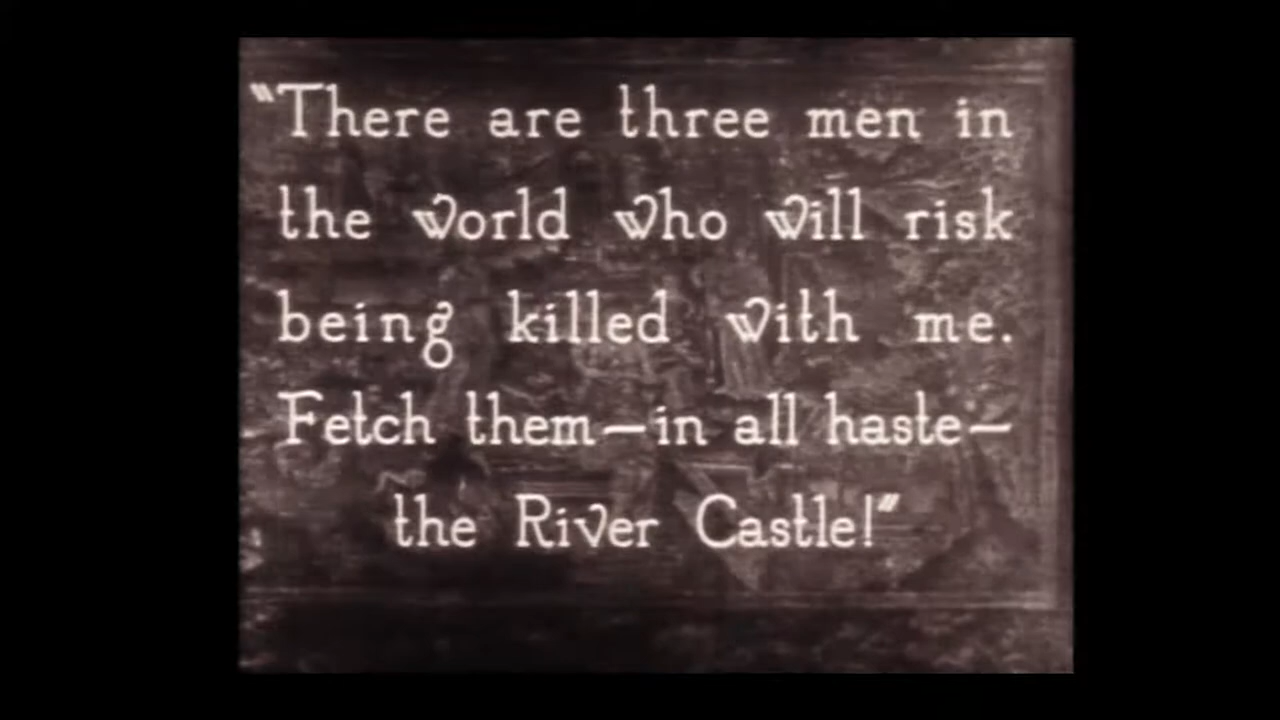 "There are three men in
the world who will risk
being killed with me.
Fetch them—in all haste—
the River Castle!"